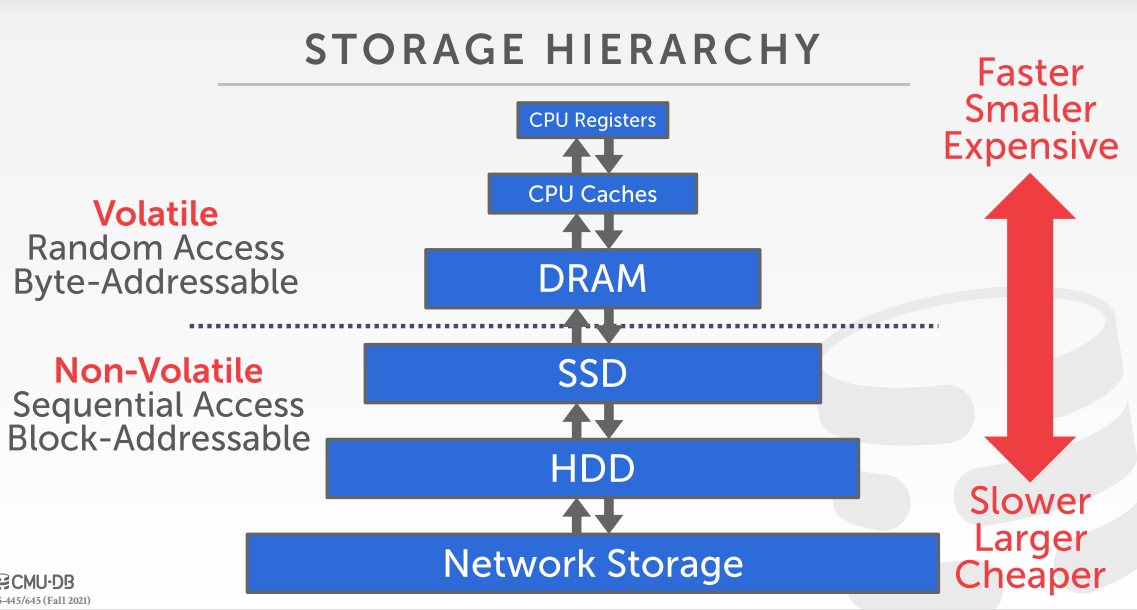 STORAGE HIERARCHY
Faster
Smaller
Expensive
CPU Registers
CPU Caches
Volatile
Random Access
Byte-Addressable
DRAM
Non-Volatile
Sequential Access
Block-Addressable
SSD
HDD
Slower
Larger
Cheaper
Network Storage
CMU·DB
5-445/645 (Fall 2021)